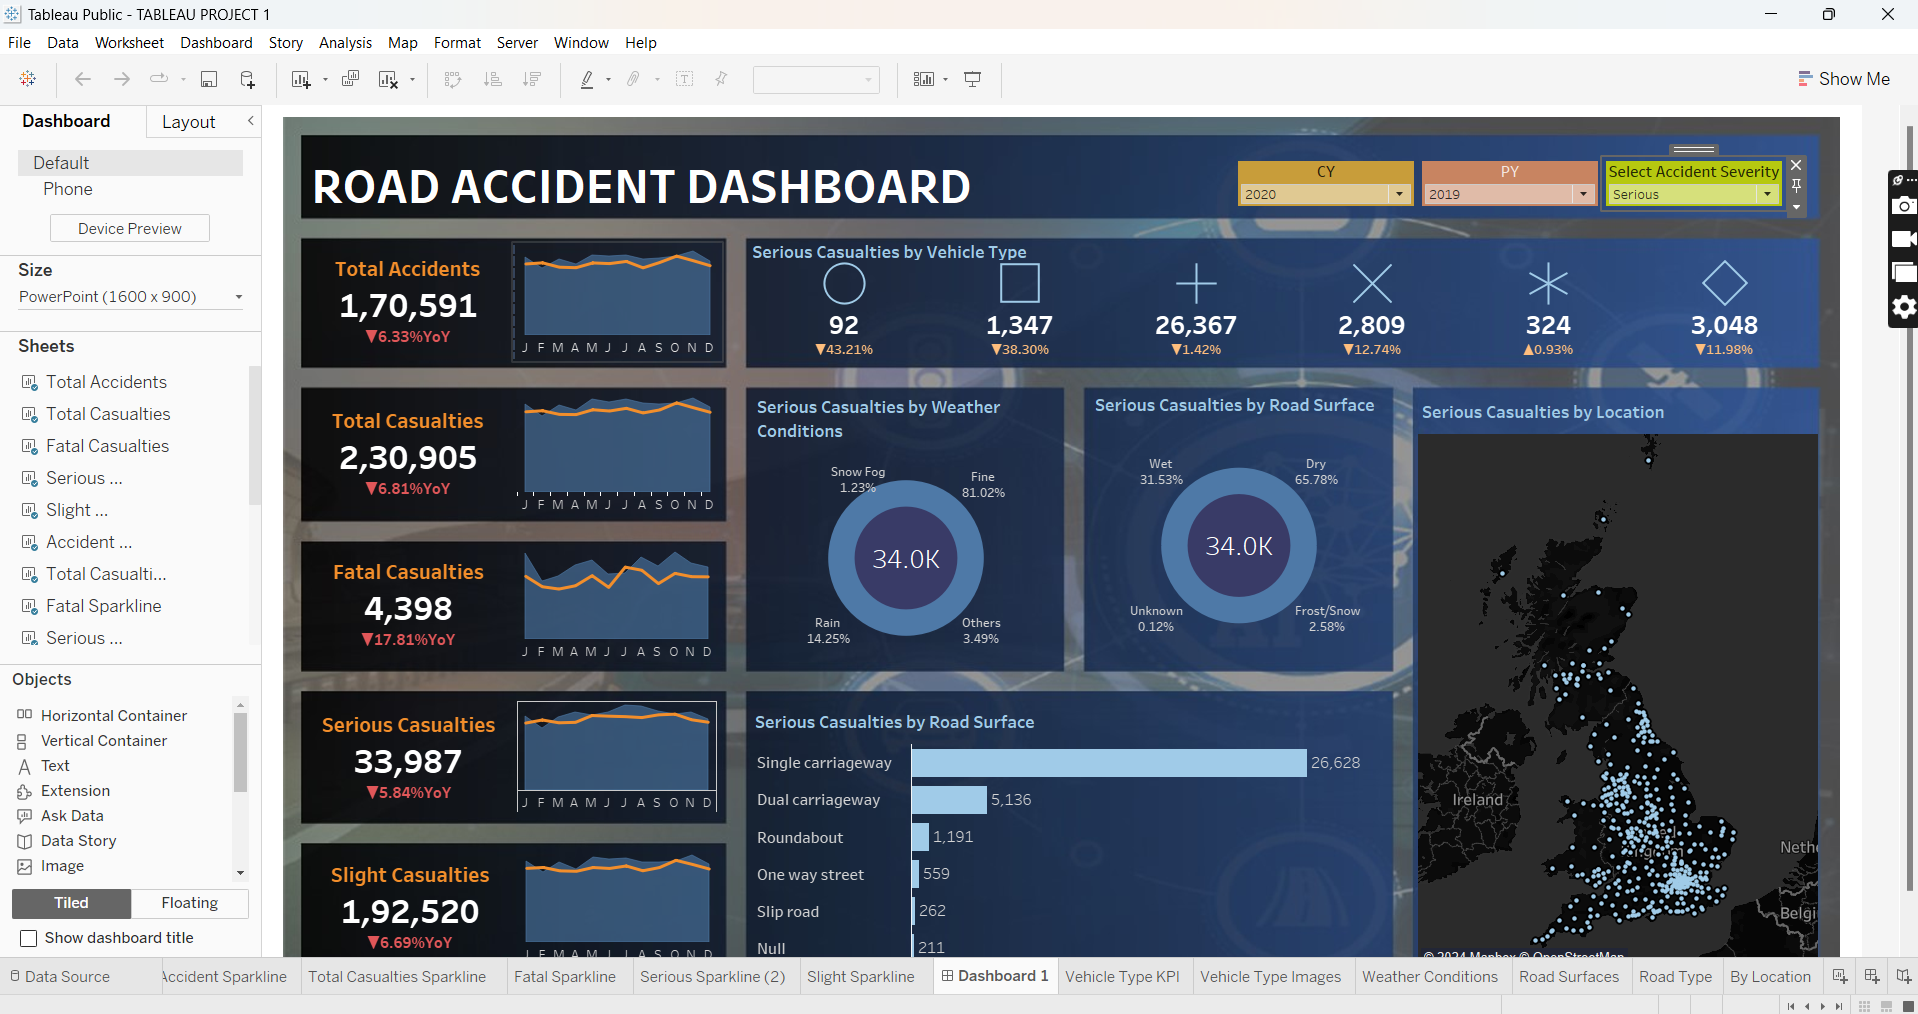 Tableau Public - TABLEAU PROJECT 1
File Data Worksheet Dashboard Story Analysis Map Format Server Window Help
Show Me
Dashboard Layout
Default
Phone
Device Preview
Size
PowerPoint (1600 x 900)
Sheets
Total Accidents
Total Casualties
Fatal Casualties
Serious ...
Slight ...
Accident ...
Total Casualti...
Fatal Sparkline
Serious ...
Objects
Horizontal Container
Vertical Container
Text
Extension
Ask Data
Data Story
Image
Tiled Floating
Show dashboard title
ROAD ACCIDENT DASHBOARD
CY
2020
PY
2019
Select Accident Severity
Serious
Total Accidents
1,70,591
▼6.33%YoY
J F M A M J J A S O N D
Total Casualties
2,30,905
▼6.81%YoY
J F M A M J J A S O N D
Fatal Casualties
4,398
▼17.81%YoY
J F M A M J J A S O N D
Serious Casualties
33,987
▼5.84%YoY
J F M A M J J A S O N D
Slight Casualties
1,92,520
▼6.69%YoY
J F M A M J J A S O N D
Serious Casualties by Vehicle Type
92 1,347 26,367 2,809 324 3,048
▼43.21% ▼38.30% ▼1.42% ▼12.74% ▲0.93% ▼11.98%
Serious Casualties by Weather
Conditions
Snow Fog
1.23%
Fine
81.02%
34.0K
Rain
14.25%
Others
3.49%
Serious Casualties by Road Surface
Wet
31.53%
Dry
65.78%
34.0K
Unknown
0.12%
Frost/Snow
2.58%
Serious Casualties by Road Surface
Single carriageway 26,628
Dual carriageway 5,136
Roundabout 1,191
One way street 559
Slip road 262
Null 211
Serious Casualties by Location
Ireland
Nethe
Belgi
© 2024 Mapbox © OpenStreetMap
Data Source Accident Sparkline Total Casualties Sparkline Fatal Sparkline Serious Sparkline (2) Slight Sparkline Dashboard 1 Vehicle Type KPI Vehicle Type Images Weather Conditions Road Surfaces Road Type By Location